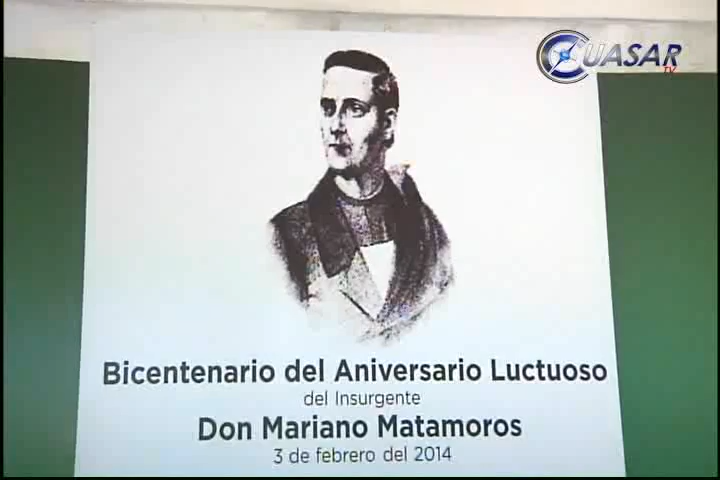 CUASAR
TV
Bicentenario del Aniversario Luctuoso
del Insurgente
Don Mariano Matamoros
3 de febrero del 2014